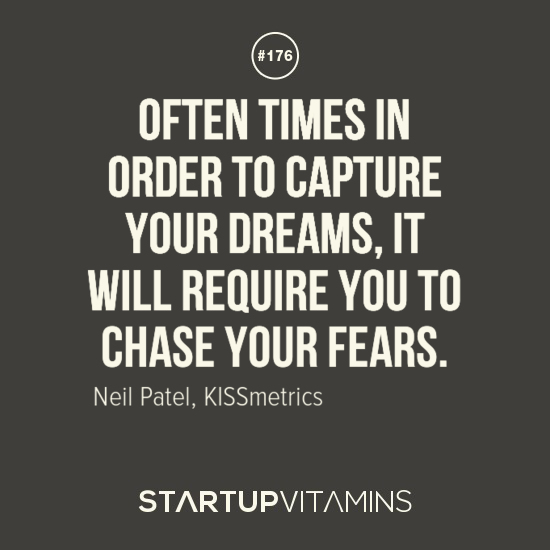 #176
OFTEN TIMES IN
ORDER TO CAPTURE
YOUR DREAMS, IT
WILL REQUIRE YOU TO
CHASE YOUR FEARS.
Neil Patel, KISSmetrics
STARTUPVITAMINS